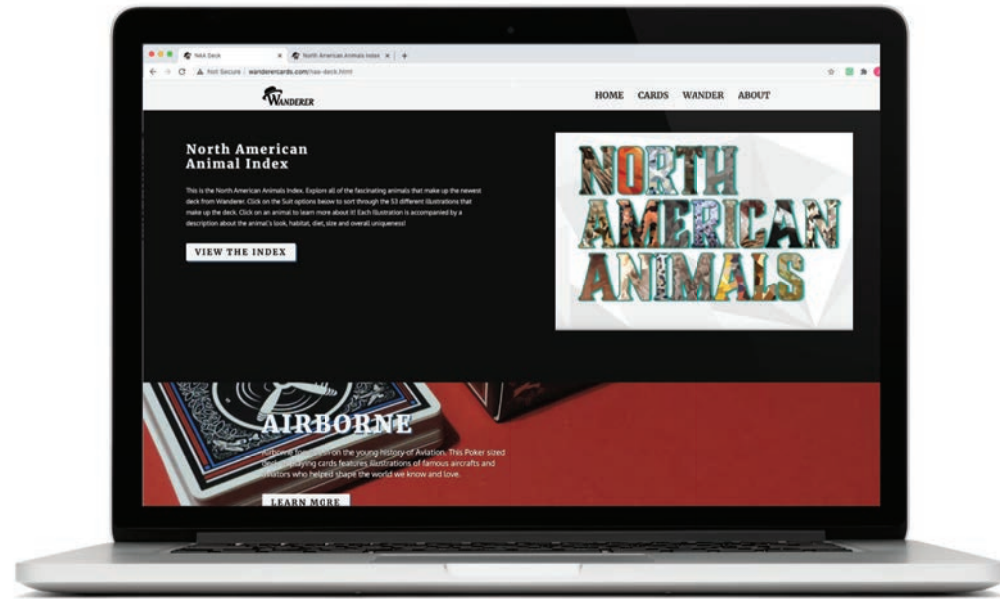 NAA Deck
North American Animals Index
Not Secure
wanderercards.com/naa-deck.html
WANDERER
HOME CARDS WANDER ABOUT
North American
Animal Index
This is the North American Animals Index. Explore all of the fascinating animals that make up the newest
deck from Wanderer. Click on the Suit options below to sort through the 53 different illustrations that
make up the deck. Click on an animal to learn more about it! Each illustration is accompanied by a
description about the animal's look, habitat, diet, size and overall uniqueness!
VIEW THE INDEX
NORTH
AMERICAN
ANIMALS
AIRBORNE
Airborne on the young history of Aviation. This Poker sized
playing cards features illustrations of famous aircrafts and
who helped shape the world we know and love.
LEARN MORE